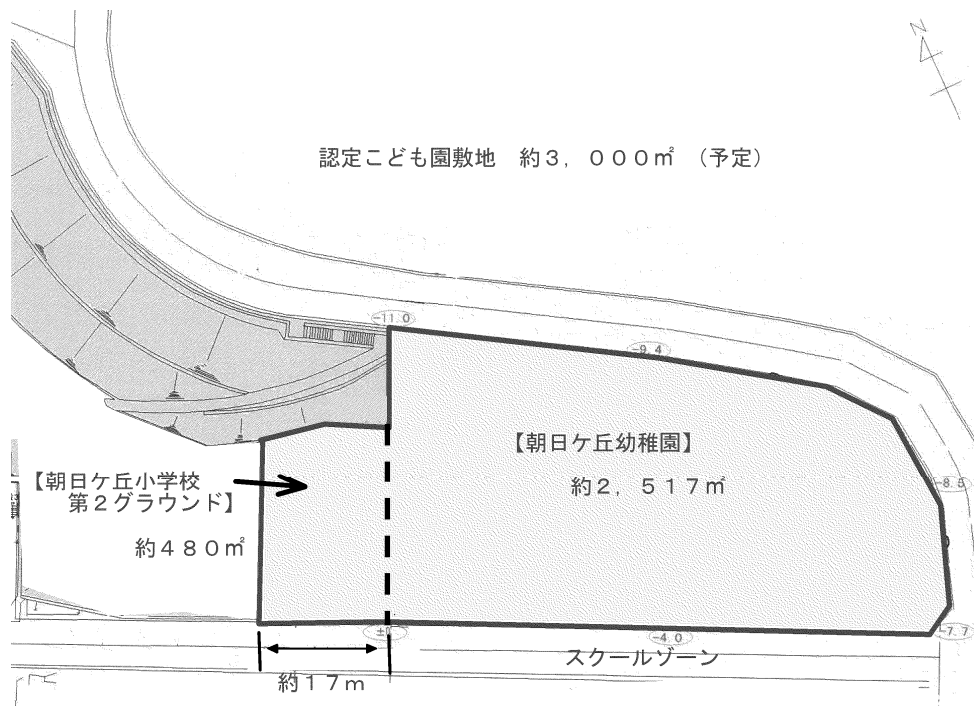 N
認定こども園敷地 約3,000㎡ (予定)
-11.0
-9.4
【朝日ケ丘幼稚園】
約2,517㎡
-8.5
【朝日ケ丘小学校
第2グラウンド】
約480㎡
-4.0
-7.7
スクールゾーン
約17m